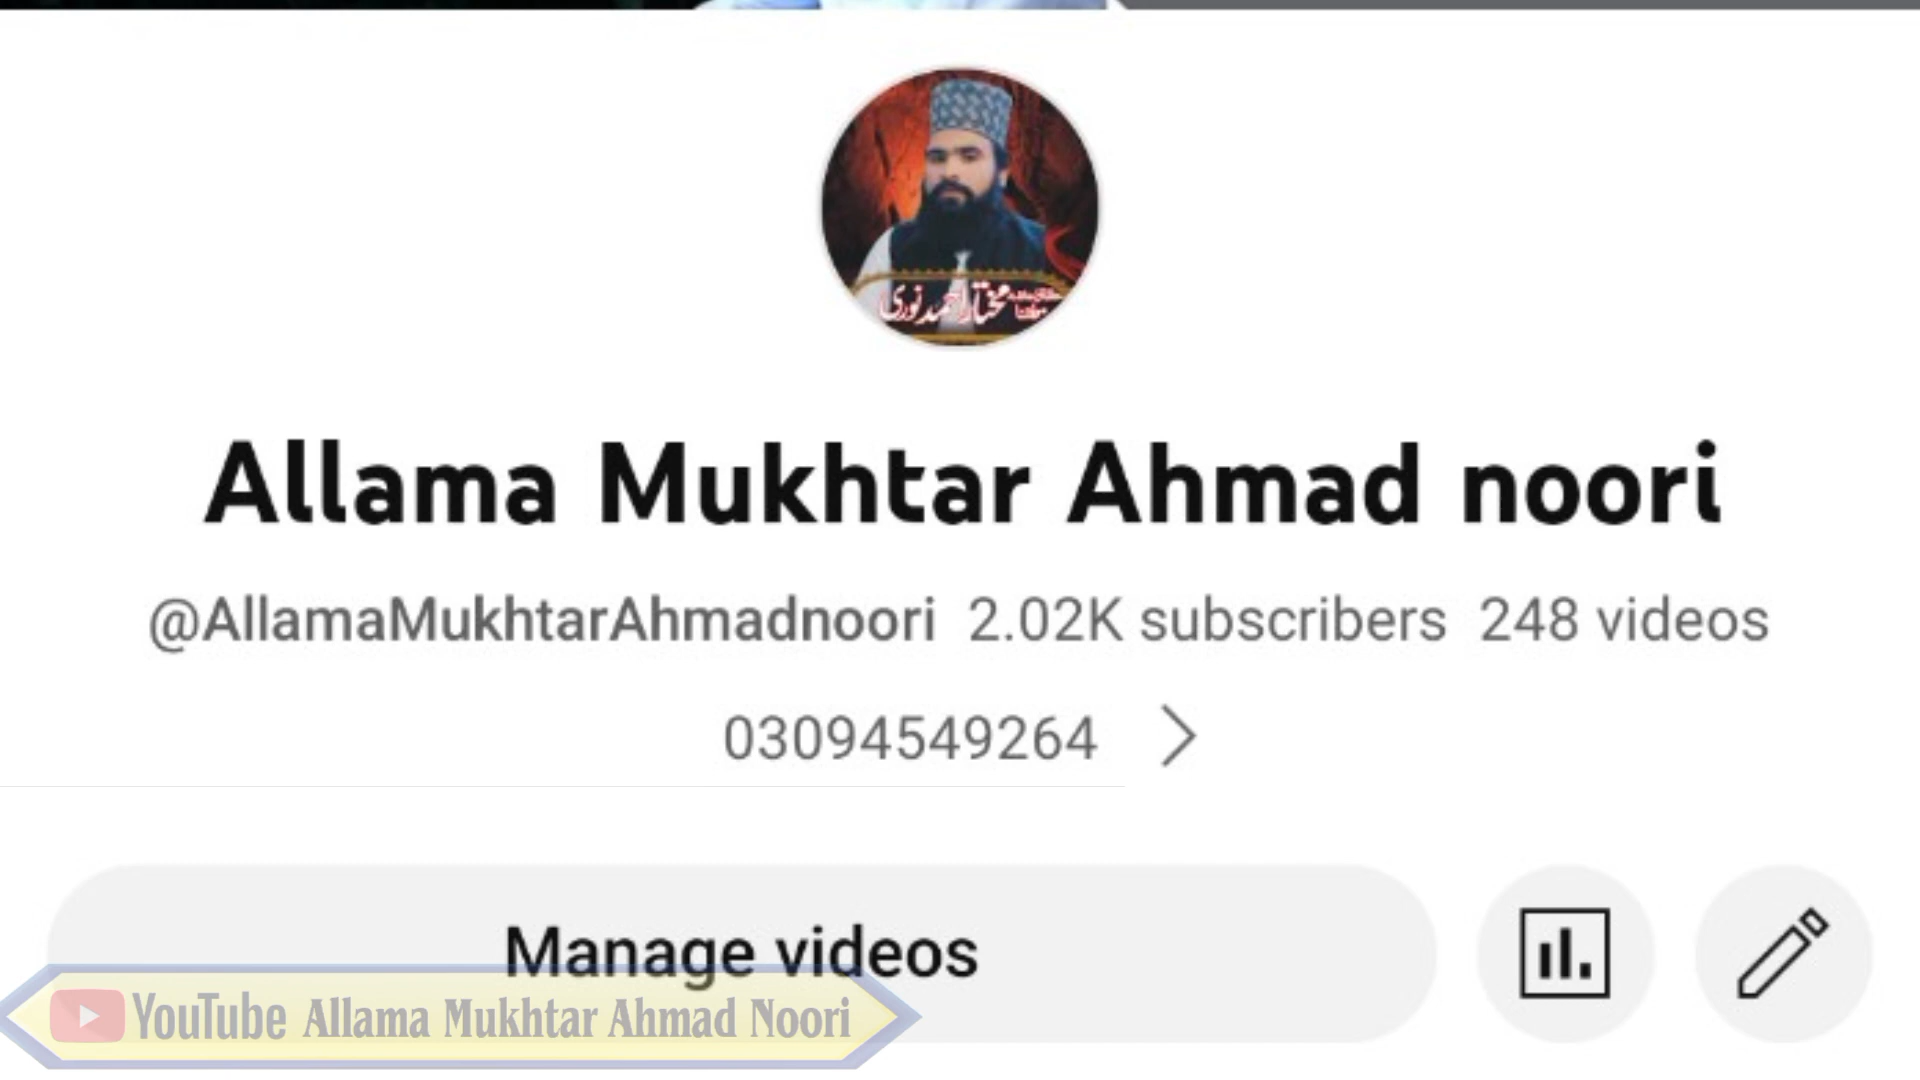 مختار احمد نوری
Allama Mukhtar Ahmad noori
@AllamaMukhtarAhmadnoori 2.02K subscribers 248 videos
03094549264
Manage videos
YouTube Allama Mukhtar Ahmad Noori